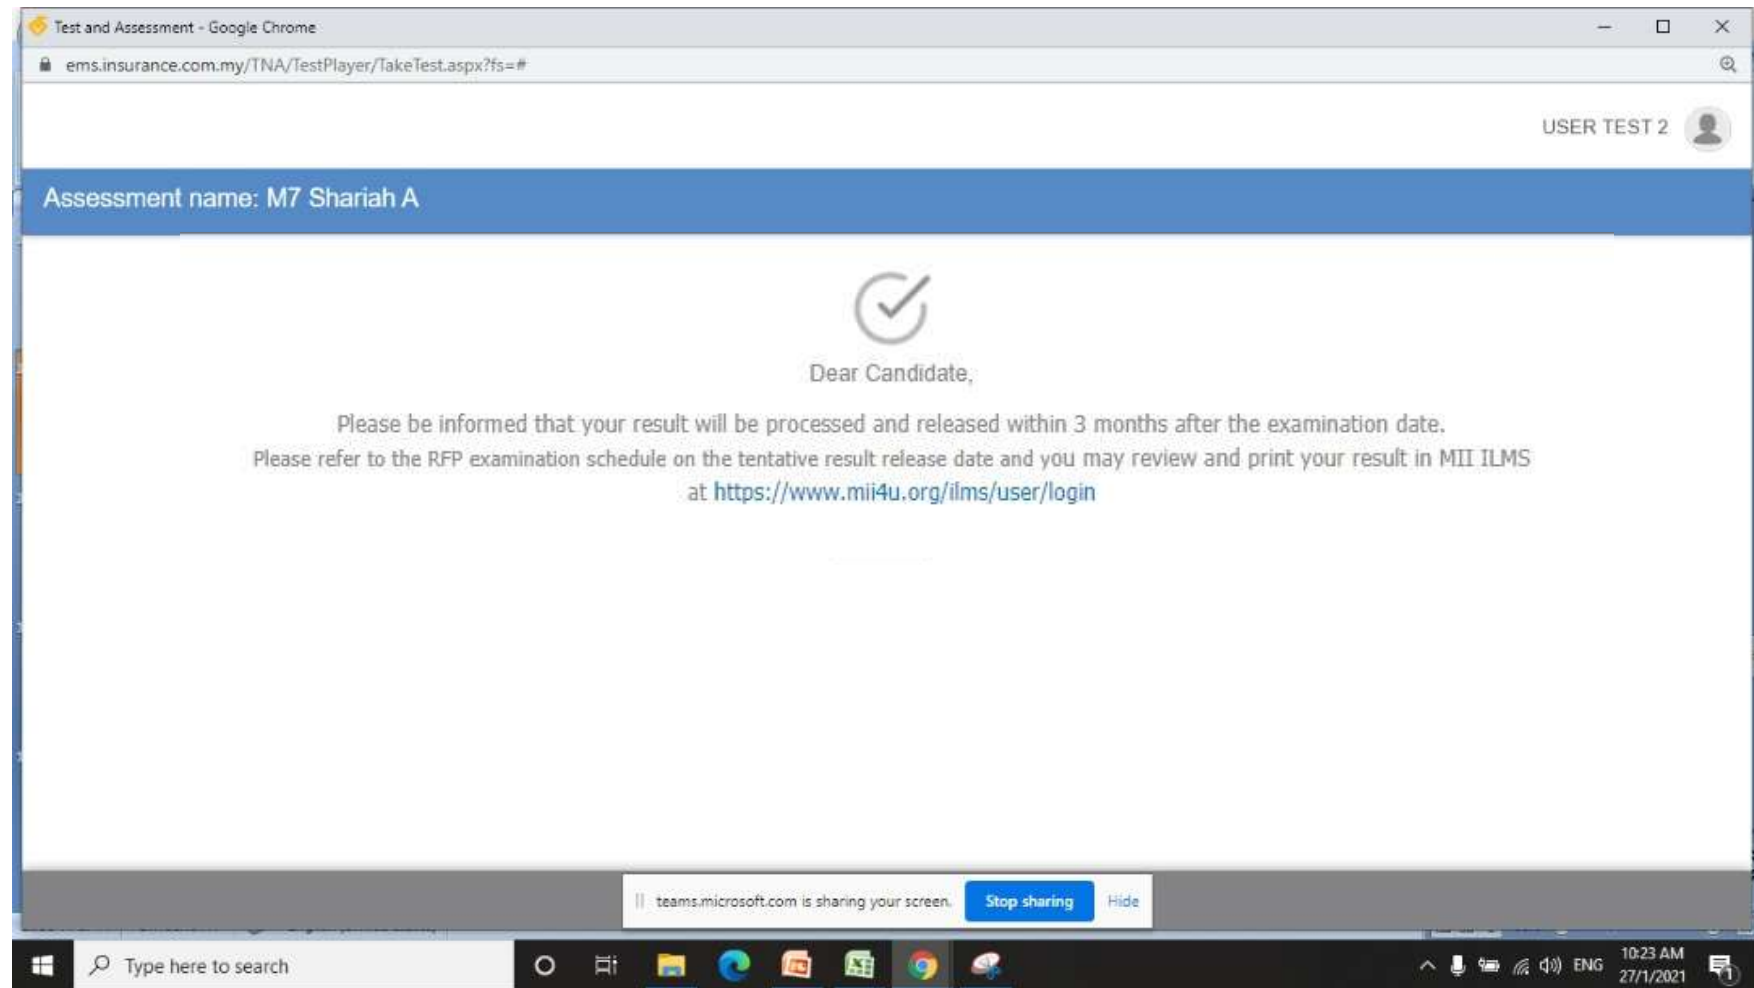 Test and Assessment - Google Chrome
ems.insurance.com.my/TNA/TestPlayer/TakeTest.aspx?fs=#
USER TEST 2
Assessment name: M7 Shariah A
Dear Candidate,
Please be informed that your result will be processed and released within 3 months after the examination date.
Please refer to the RFP examination schedule on the tentative result release date and you may review and print your result in MII ILMS
at https://www.mii4u.org/ilms/user/login
teams.microsoft.com is sharing your screen. Stop sharing Hide
Type here to search
ENG
10:23 AM
27/1/2021
1